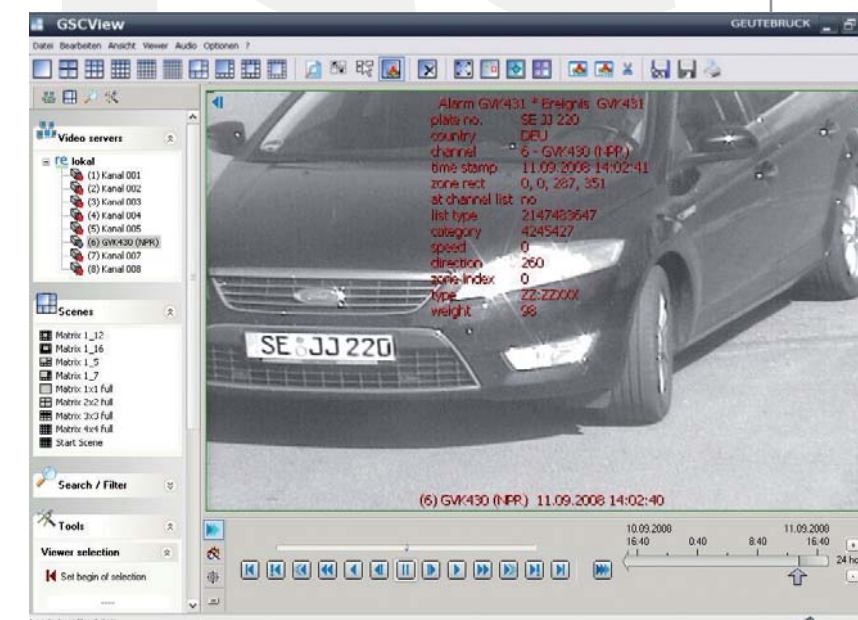 GSCView
GEUTEBRUCK
Datei Bearbeiten Ansicht Viewer Audio Optionen ?
Video servers
lokal
(1) Kanal 001
(2) Kanal 002
(3) Kanal 003
(4) Kanal 004
(5) Kanal 005
(6) GVK430 (NPR)
(7) Kanal 007
(8) Kanal 008
Scenes
Matrix 1_12
Matrix 1_16
Matrix 1_5
Matrix 1_7
Matrix 1x1 full
Matrix 2x2 full
Matrix 3x3 full
Matrix 4x4 full
Start Scene
Search / Filter
Tools
Viewer selection
Set begin of selection
Alarm GVK431 * Ereignis GVK431
plate no. SE JJ 220
country DEU
channel 6 - GVK430 (NPR)
time stamp 11.09.2008 14:02:41
zone rect 0, 0, 287, 351
at channel list no
list type 2147483647
category 4245427
speed 0
direction 260
zone index 0
type ZZ:ZZXXX
weight 98
SE JJ 220
(6) GVK430 (NPR) 11.09.2008 14:02:40
10.09.2008 11.09.2008
16:40 0:40 8:40 16:40
24 ho